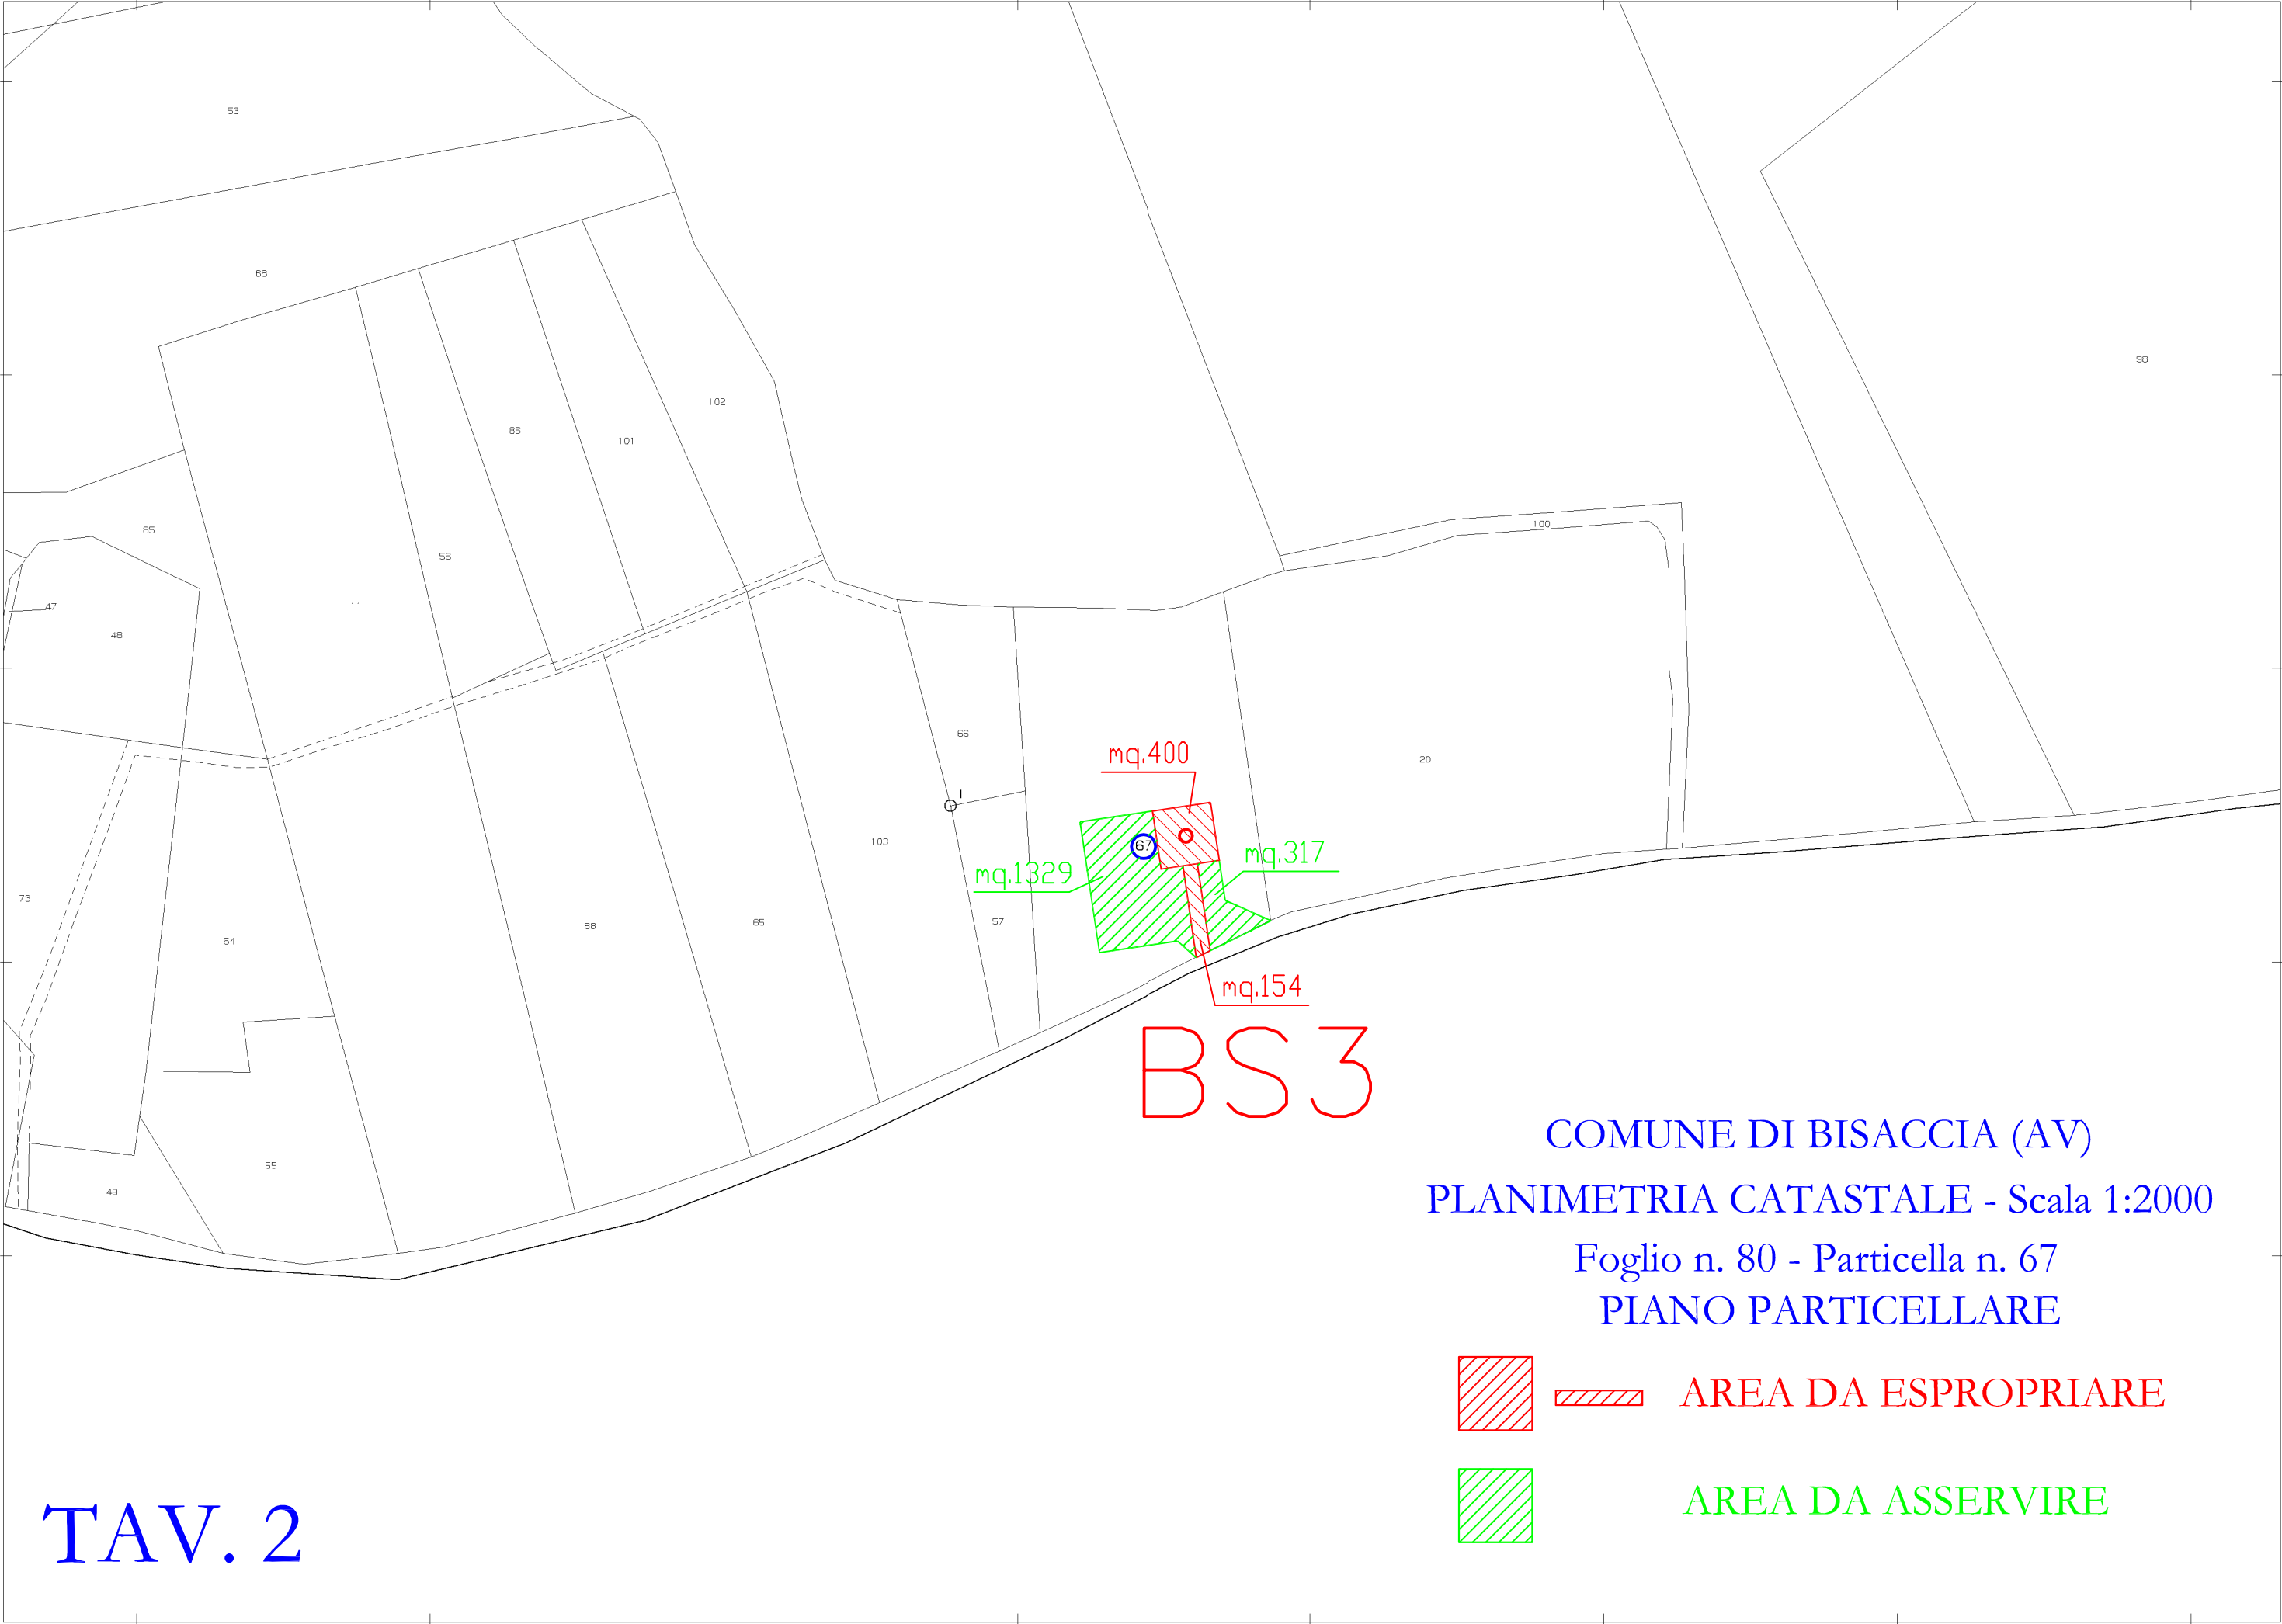 53
68
98
102
86
101
100
85
56
47
11
48
66
20
mq.400
1
103
67
mq.317
mq.1329
73
57
88
65
64
mq.154
BS3
COMUNE DI BISACCIA (AV)
55
49
PLANIMETRIA CATASTALE - Scala 1:2000
Foglio n. 80 - Particella n. 67
PIANO PARTICELLARE
AREA DA ESPROPRIARE
AREA DA ASSERVIRE
TAV. 2